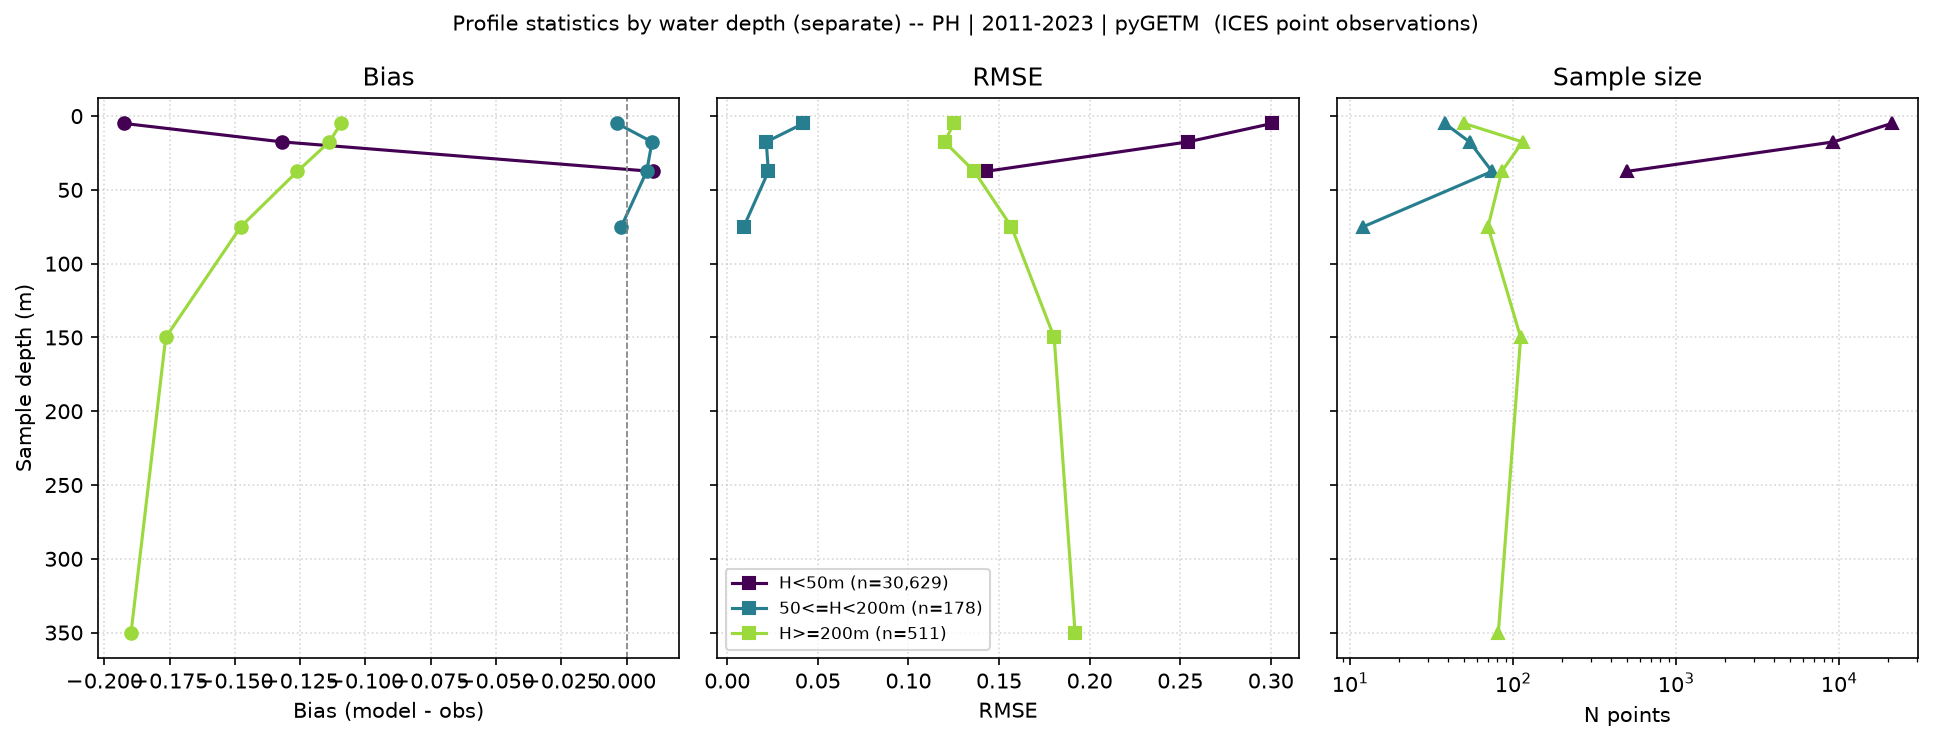 Profile statistics by water depth (separate) -- PH | 2011-2023 | pyGETM  (ICES point observations)
Bias
RMSE
Sample size
Sample depth (m)
0
50
100
150
200
250
300
350
−0.200 −0.175 −0.150 −0.125 −0.100 −0.075 −0.050 −0.025 0.000
Bias (model - obs)
H<50m (n=30,629)
50<=H<200m (n=178)
H>=200m (n=511)
0.00 0.05 0.10 0.15 0.20 0.25 0.30
RMSE
10¹ 10² 10³ 10⁴
N points